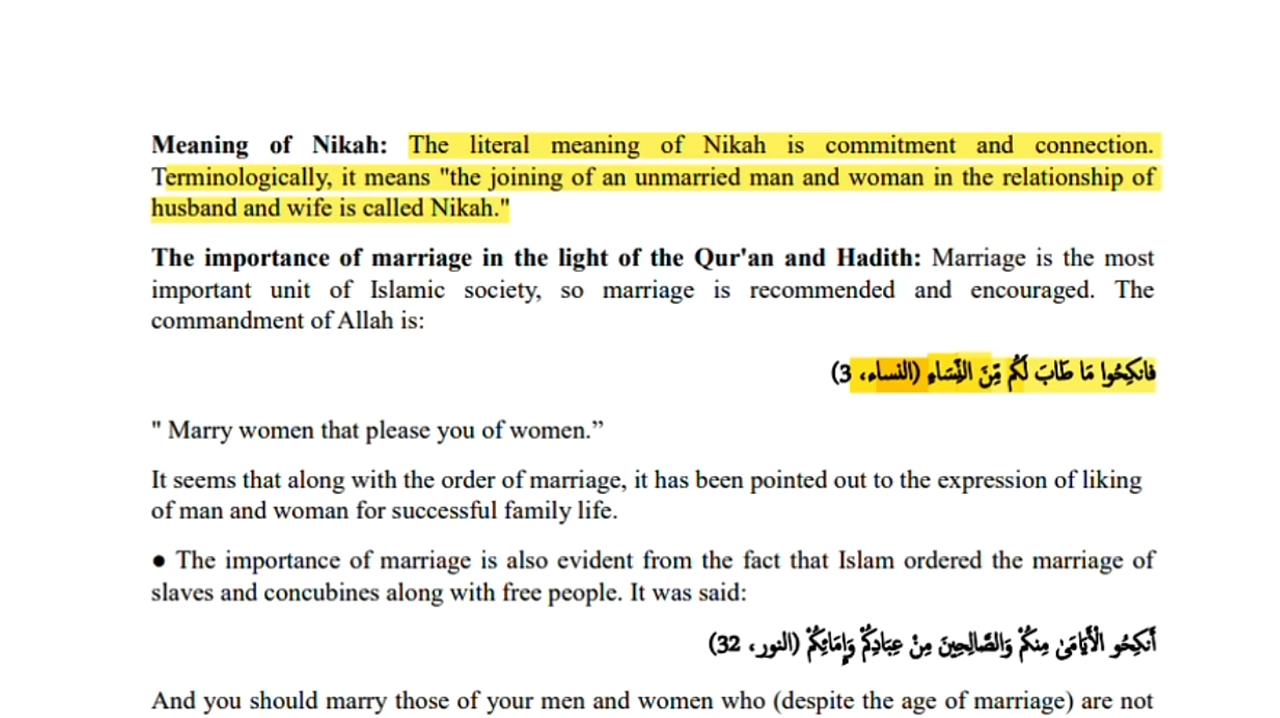 Meaning of Nikah: The literal meaning of Nikah is commitment and connection.
Terminologically, it means "the joining of an unmarried man and woman in the relationship of
husband and wife is called Nikah."
The importance of marriage in the light of the Qur'an and Hadith: Marriage is the most
important unit of Islamic society, so marriage is recommended and encouraged. The
commandment of Allah is:
فانكِحُوا مَا طَابَ لَكُم مِّنَ النِّسَاءِ (النساء، 3)
" Marry women that please you of women.”
It seems that along with the order of marriage, it has been pointed out to the expression of liking
of man and woman for successful family life.
● The importance of marriage is also evident from the fact that Islam ordered the marriage of
slaves and concubines along with free people. It was said:
أَنكِحُو الْأَيَامَىٰ مِنكُمْ وَالصَّالِحِينَ مِنْ عِبَادِكُمْ وَإِمَائِكُمْ (النور، 32)
And you should marry those of your men and women who (despite the age of marriage) are not